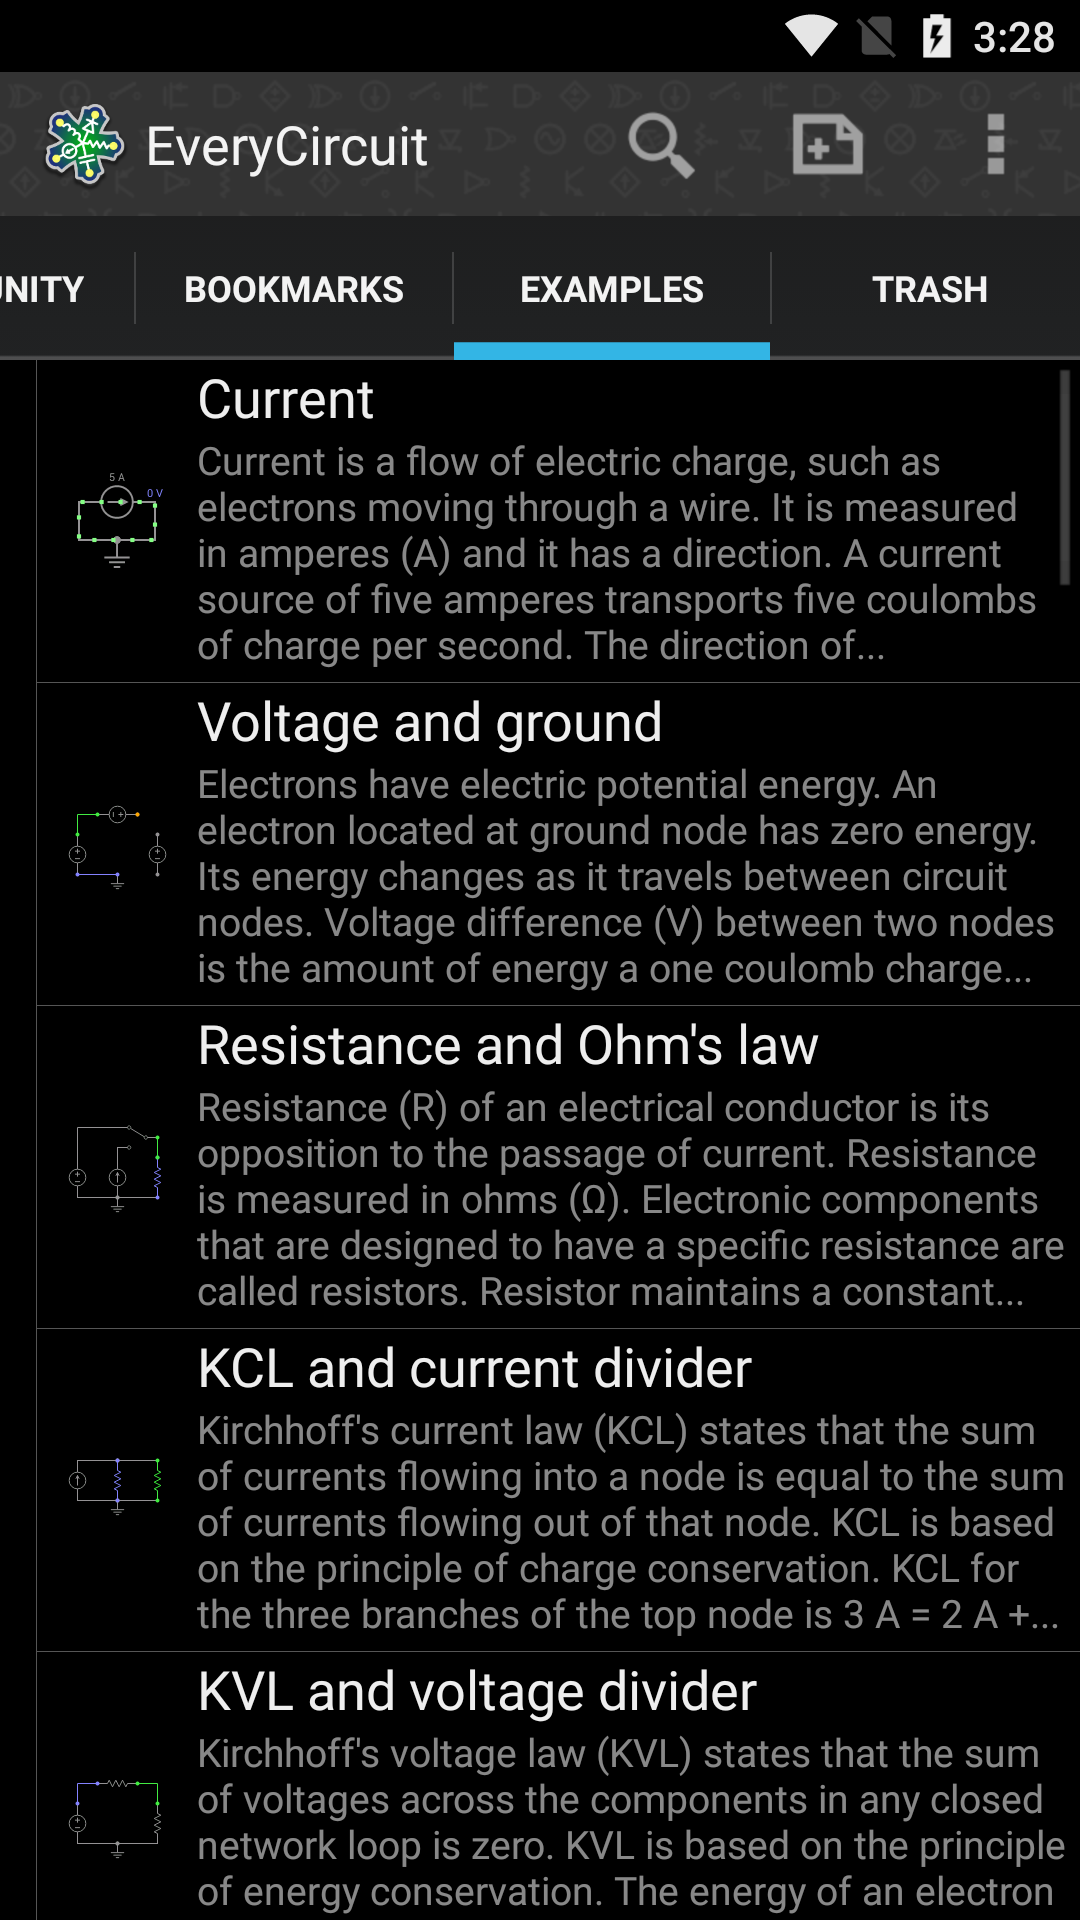 3:28
EveryCircuit
NITY
BOOKMARKS
EXAMPLES
TRASH
Current
Current is a flow of electric charge, such as
electrons moving through a wire. It is measured
in amperes (A) and it has a direction. A current
source of five amperes transports five coulombs
of charge per second. The direction of...
5 A
0 V
Voltage and ground
Electrons have electric potential energy. An
electron located at ground node has zero energy.
Its energy changes as it travels between circuit
nodes. Voltage difference (V) between two nodes
is the amount of energy a one coulomb charge...
Resistance and Ohm's law
Resistance (R) of an electrical conductor is its
opposition to the passage of current. Resistance
is measured in ohms (Ω). Electronic components
that are designed to have a specific resistance are
called resistors. Resistor maintains a constant...
KCL and current divider
Kirchhoff's current law (KCL) states that the sum
of currents flowing into a node is equal to the sum
of currents flowing out of that node. KCL is based
on the principle of charge conservation. KCL for
the three branches of the top node is 3 A = 2 A +...
KVL and voltage divider
Kirchhoff's voltage law (KVL) states that the sum
of voltages across the components in any closed
network loop is zero. KVL is based on the principle
of energy conservation. The energy of an electron